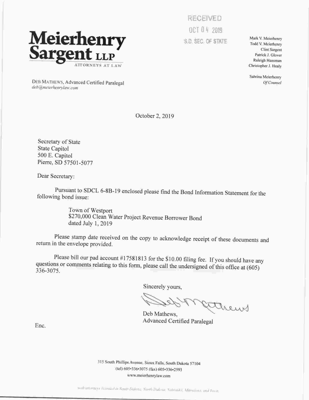 RECEIVED
OCT 04 2019
S.D. SEC. OF STATE
Meierhenry
Sargent LLP
ATTORNEYS AT LAW
Mark V. Meierhenry
Todd V. Meierhenry
Clint Sargent
Patrick J. Glover
Raleigh Hansman
Christopher J. Healy
Sabrina Meierhenry
Of Counsel
DEB MATHEWS, Advanced Certified Paralegal
deb@meierhenrylaw.com
October 2, 2019
Secretary of State
State Capitol
500 E. Capitol
Pierre, SD 57501-5077
Dear Secretary:
Pursuant to SDCL 6-8B-19 enclosed please find the Bond Information Statement for the
following bond issue:
Town of Westport
$270,000 Clean Water Project Revenue Borrower Bond
dated July 1, 2019
Please stamp date received on the copy to acknowledge receipt of these documents and
return in the envelope provided.
Please bill our pad account #17581813 for the $10.00 filing fee. If you should have any
questions or comments relating to this form, please call the undersigned of this office at (605)
336-3075.
Sincerely yours,
Deb Mathews
Deb Mathews,
Advanced Certified Paralegal
Enc.
315 South Phillips Avenue, Sioux Falls, South Dakota 57104
(tel) 605-336-3075 (fax) 605-336-2593
www.meierhenrylaw.com